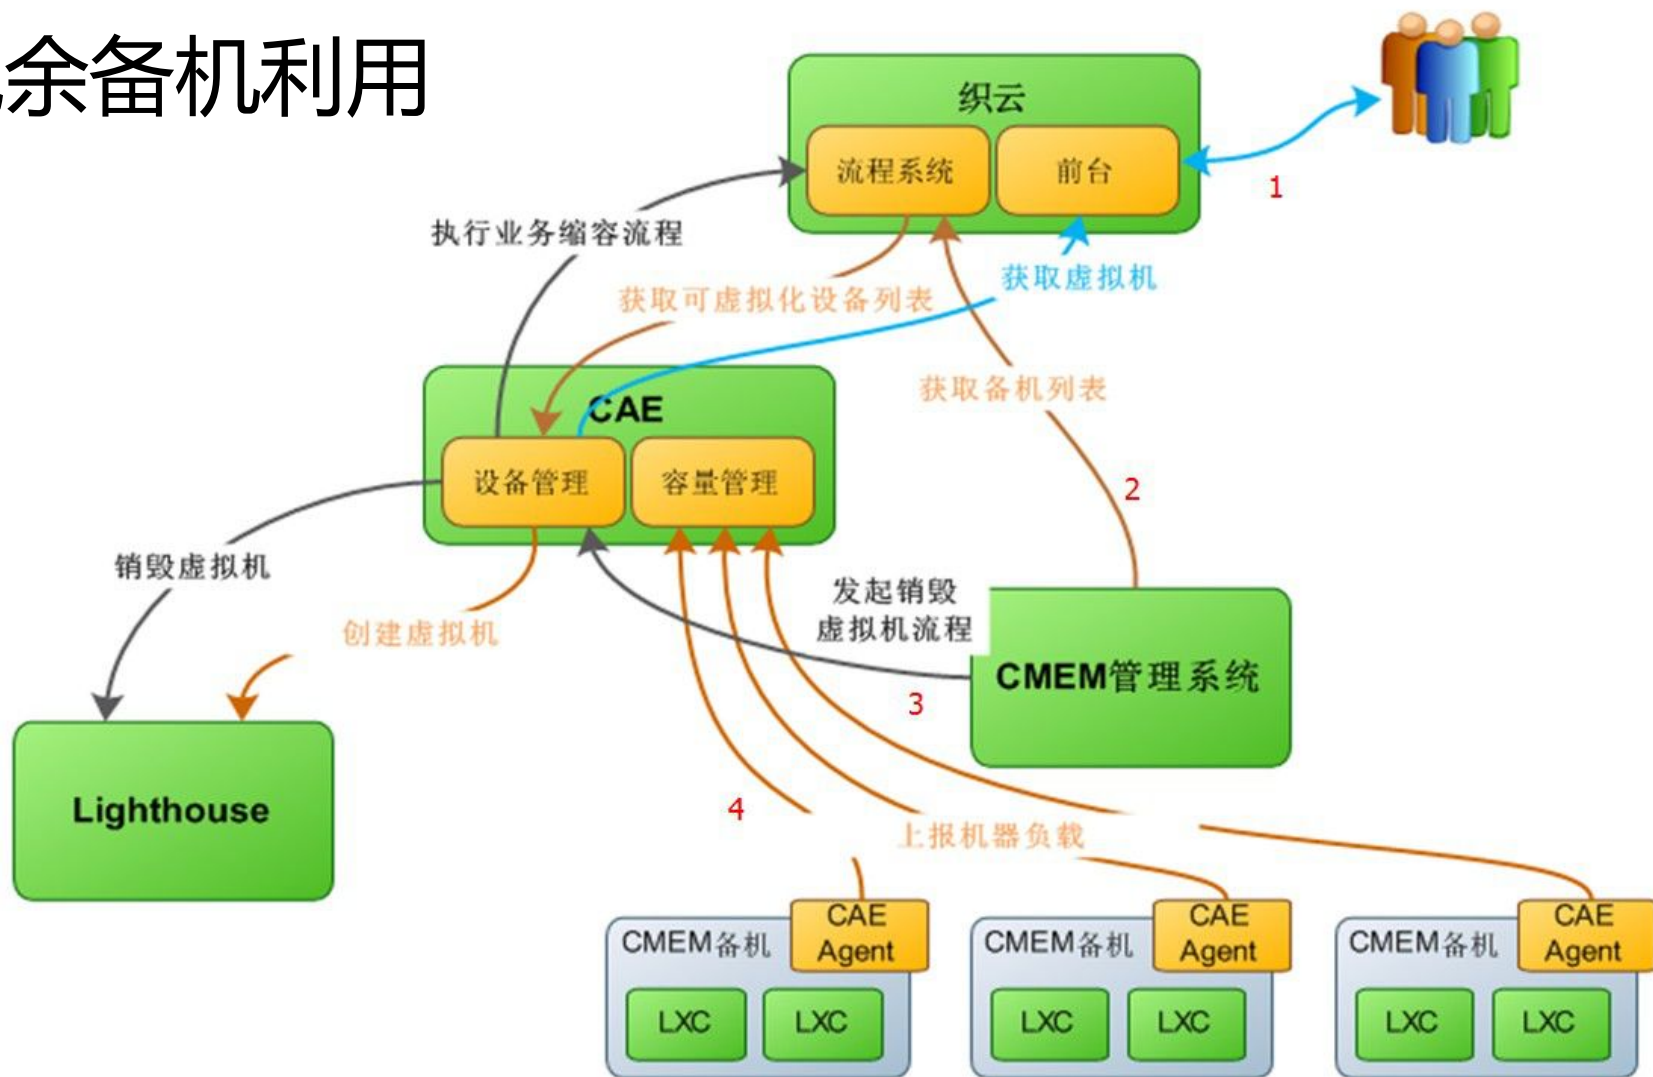 余备机利用
织云
流程系统
前台
1
执行业务缩容流程
获取虚拟机
获取可虚拟化设备列表
获取备机列表
CAE
设备管理
容量管理
2
销毁虚拟机
创建虚拟机
发起销毁
虚拟机流程
CMEM管理系统
3
Lighthouse
4
上报机器负载
CMEM备机
CAE
Agent
LXC
LXC
CMEM备机
CAE
Agent
LXC
LXC
CMEM备机
CAE
Agent
LXC
LXC